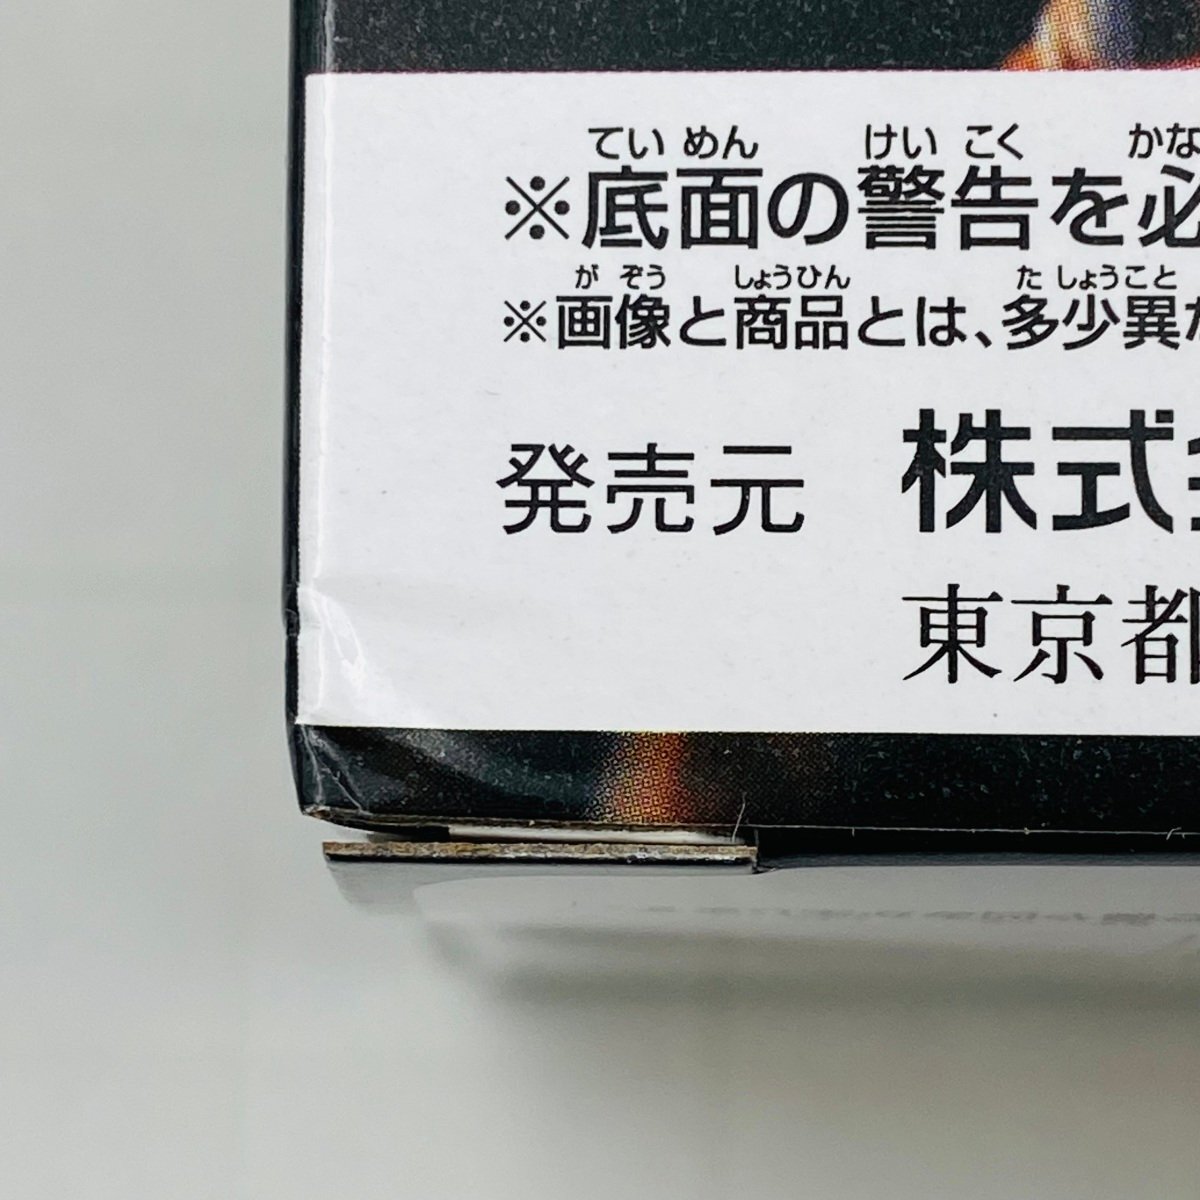 てい めん けい こく かな
※底面の警告を必
が ぞう しょうひん た しょうこと
※画像と商品とは、多少異
発売元 株式
東京都